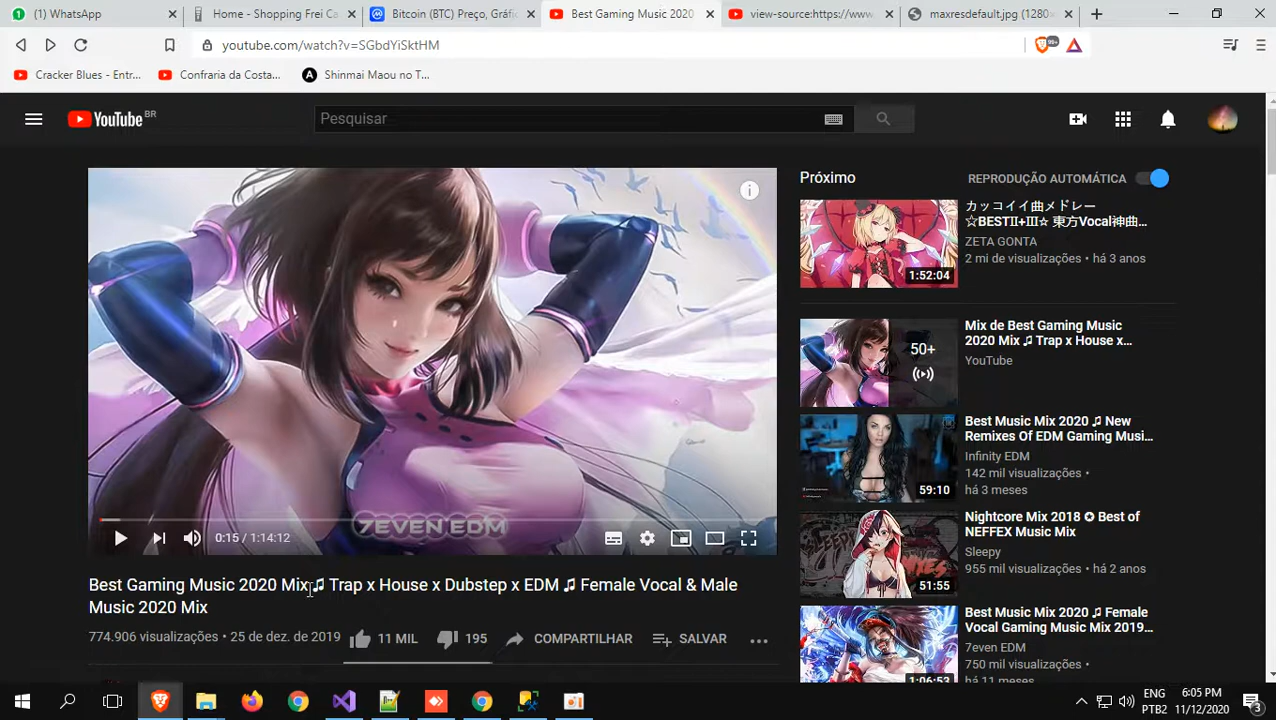 (1) WhatsApp
Home - Shopping Frei Ca
Bitcoin (BTC) Preço, Gráfic
Best Gaming Music 2020
view-source:https://www
maxresdefault.jpg (1280×
youtube.com/watch?v=SGbdYiSktHM
99+
Cracker Blues - Entr...
Confraria da Costa...
Shinmai Maou no T...
YouTube BR
Pesquisar
7EVEN EDM
0:15 / 1:14:12
Best Gaming Music 2020 Mix♫ Trap x House x Dubstep x EDM ♫ Female Vocal & Male
Music 2020 Mix
774.906 visualizações • 25 de dez. de 2019
11 MIL
195
COMPARTILHAR
SALVAR
Próximo
REPRODUÇÃO AUTOMÁTICA
1:52:04
カッコイイ曲メドレー
☆BESTⅡ+Ⅲ☆ 東方Vocal神曲...
ZETA GONTA
2 mi de visualizações • há 3 anos
50+
Mix de Best Gaming Music
2020 Mix ♫ Trap x House x...
YouTube
59:10
Best Music Mix 2020 ♫ New
Remixes Of EDM Gaming Musi...
Infinity EDM
142 mil visualizações •
há 3 meses
51:55
Nightcore Mix 2018 ✪ Best of
NEFFEX Music Mix
Sleepy
955 mil visualizações • há 2 anos
1:06:53
Best Music Mix 2020 ♫ Female
Vocal Gaming Music Mix 2019...
7even EDM
750 mil visualizações •
há 11 meses
ENG
PTB2
6:05 PM
11/12/2020
3